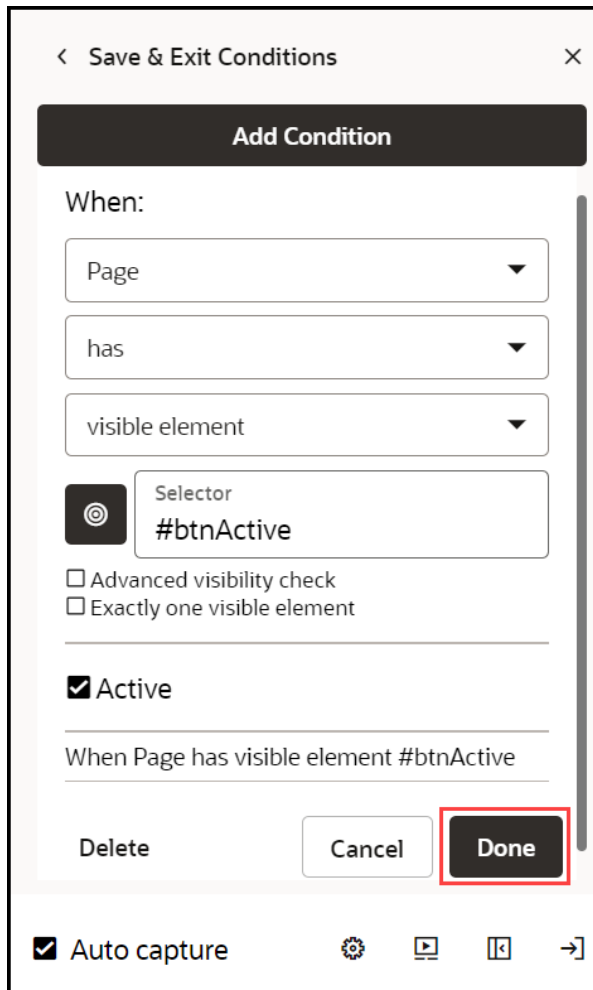 Save & Exit Conditions
Add Condition
When:
Page
has
visible element
Selector
#btnActive
Advanced visibility check
Exactly one visible element
Active
When Page has visible element #btnActive
Delete Cancel Done
Auto capture